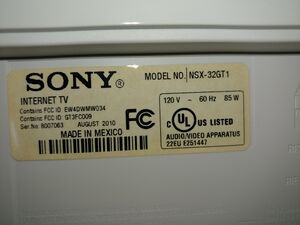 SONY®
MODEL NO. NSX-32GT1
INTERNET TV
Contains FCC ID: EW4DWMW034
Contains FCC ID: GT3FC009
Ser.No. 8007063 AUGUST 2010
MADE IN MEXICO
FC
120 V ~ 60 Hz 85 W
C UL ® US LISTED
AUDIO/VIDEO APPARATUS
22EU E251447